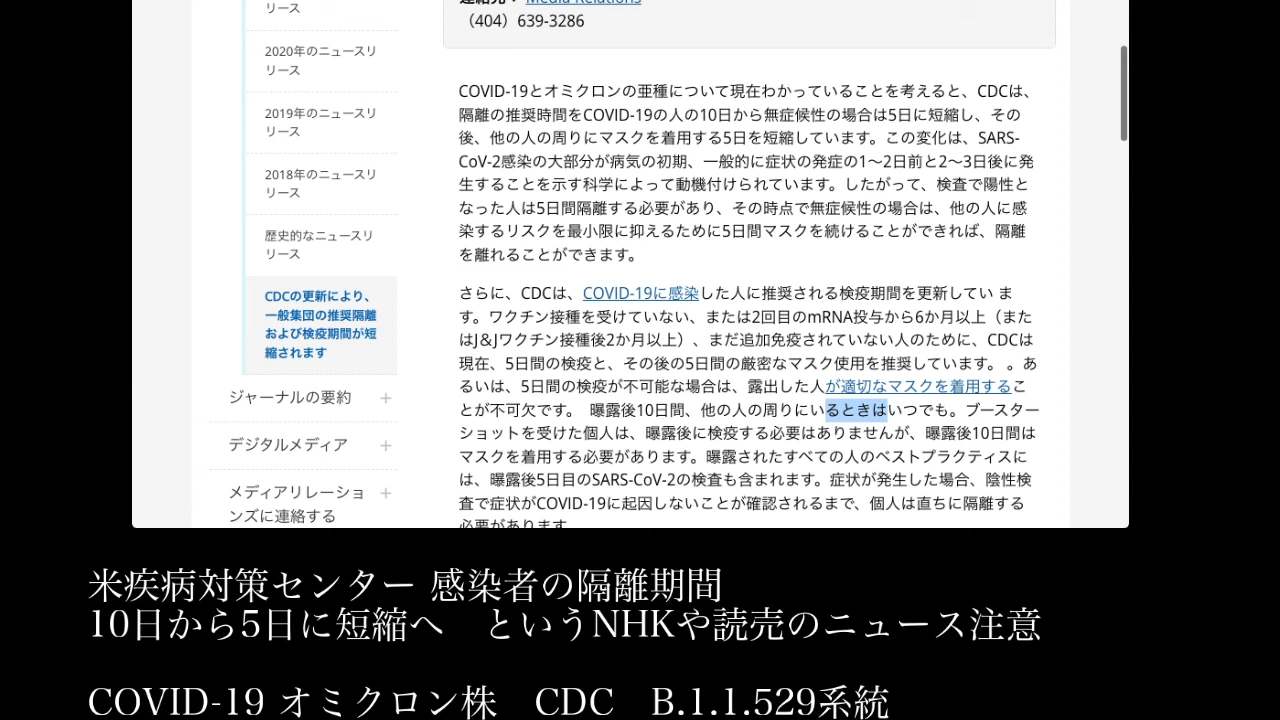 リース
2020年のニュースリ
リース
2019年のニュースリ
リース
2018年のニュースリ
リース
歴史的なニュースリ
リース
CDCの更新により、
一般集団の推奨隔離
および検疫期間が短
縮されます
ジャーナルの要約 +
デジタルメディア +
メディアリレーショ +
ンズに連絡する
連絡先： Media Relations
（404）639-3286
COVID-19とオミクロンの亜種について現在わかっていることを考えると、CDCは、
隔離の推奨時間をCOVID-19の人の10日から無症候性の場合は5日に短縮し、その
後、他の人の周りにマスクを着用する5日を短縮しています。この変化は、SARS-
CoV-2感染の大部分が病気の初期、一般的に症状の発症の1〜2日前と2〜3日後に発
生することを示す科学によって動機付けられています。したがって、検査で陽性と
なった人は5日間隔離する必要があり、その時点で無症候性の場合は、他の人に感
染するリスクを最小限に抑えるために5日間マスクを続けることができれば、隔離
を離れることができます。
さらに、CDCは、COVID-19に感染した人に推奨される検疫期間を更新してい ま
す。ワクチン接種を受けていない、または2回目のmRNA投与から6か月以上（また
はJ＆Jワクチン接種後2か月以上）、まだ追加免疫されていない人のために、CDCは
現在、5日間の検疫と、その後の5日間の厳密なマスク使用を推奨しています。 。あ
るいは、5日間の検疫が不可能な場合は、露出した人が適切なマスクを着用するこ
とが不可欠です。 曝露後10日間、他の人の周りにいるときはいつでも。ブースター
ショットを受けた個人は、曝露後に検疫する必要はありませんが、曝露後10日間は
マスクを着用する必要があります。曝露されたすべての人のベストプラクティスに
は、曝露後5日目のSARS-CoV-2の検査も含まれます。症状が発生した場合、陰性検
査で症状がCOVID-19に起因しないことが確認されるまで、個人は直ちに隔離する
必要があります。
米疾病対策センター 感染者の隔離期間
10日から5日に短縮へ　というNHKや読売のニュース注意
COVID-19 オミクロン株　CDC　B.1.1.529系統